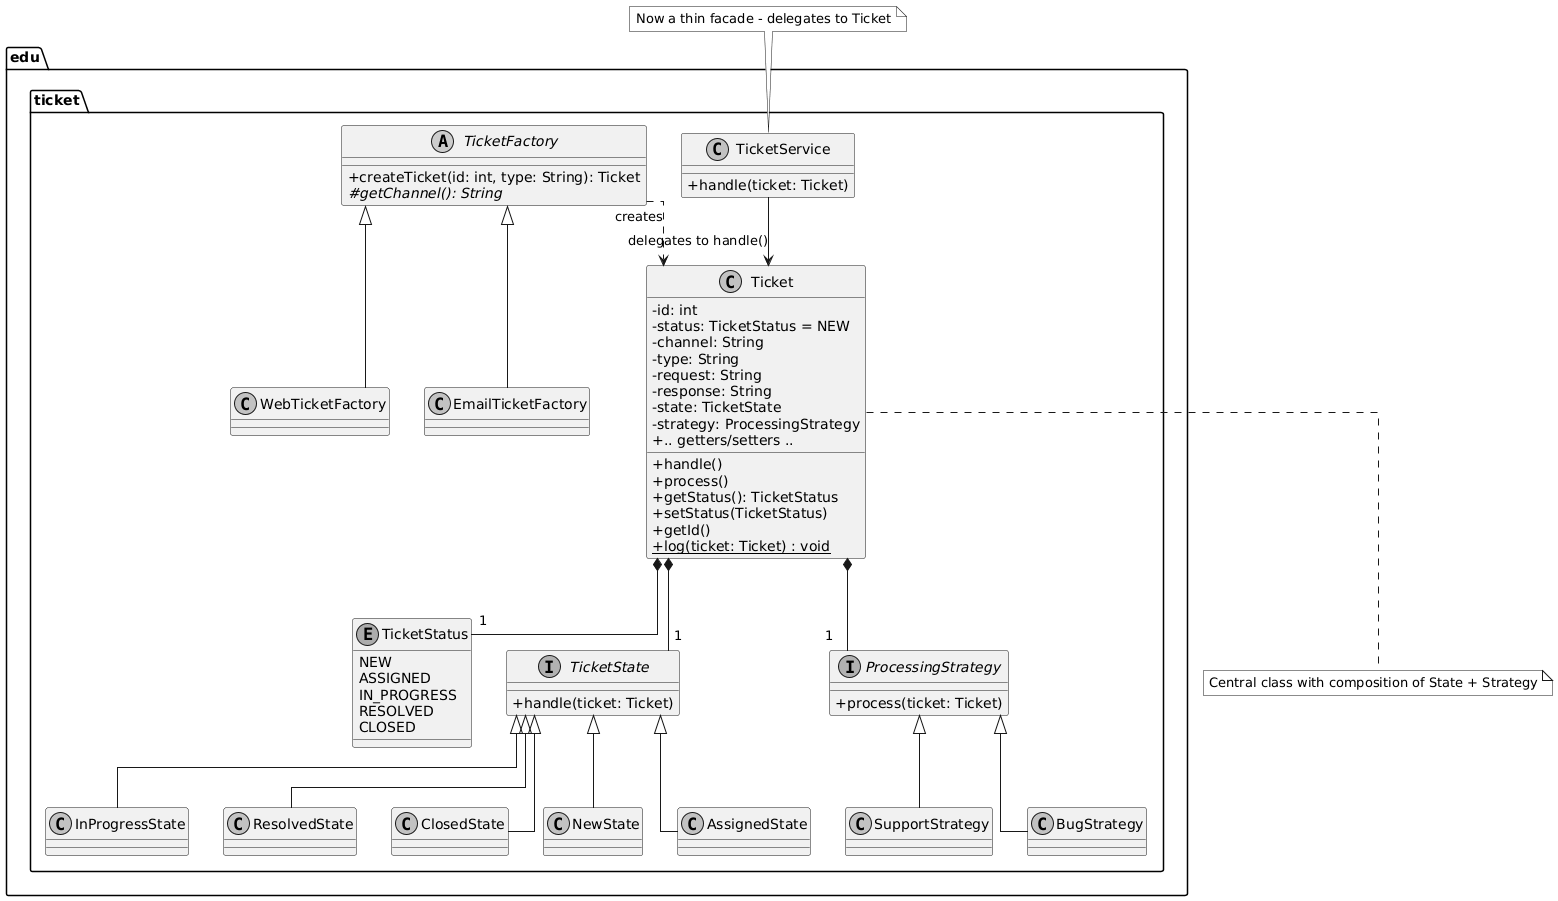 Now a thin facade - delegates to Ticket
edu
ticket
A TicketFactory
+createTicket(id: int, type: String): Ticket
#getChannel(): String
C TicketService
+handle(ticket: Ticket)
creates
delegates to handle()
C Ticket
-id: int
-status: TicketStatus = NEW
-channel: String
-type: String
-request: String
-response: String
-state: TicketState
-strategy: ProcessingStrategy
+.. getters/setters ..
+handle()
+process()
+getStatus(): TicketStatus
+setStatus(TicketStatus)
+getId()
+log(ticket: Ticket) : void
C WebTicketFactory
C EmailTicketFactory
1
1
1
E TicketStatus
NEW
ASSIGNED
IN_PROGRESS
RESOLVED
CLOSED
I TicketState
+handle(ticket: Ticket)
I ProcessingStrategy
+process(ticket: Ticket)
Central class with composition of State + Strategy
C InProgressState
C ResolvedState
C ClosedState
C NewState
C AssignedState
C SupportStrategy
C BugStrategy